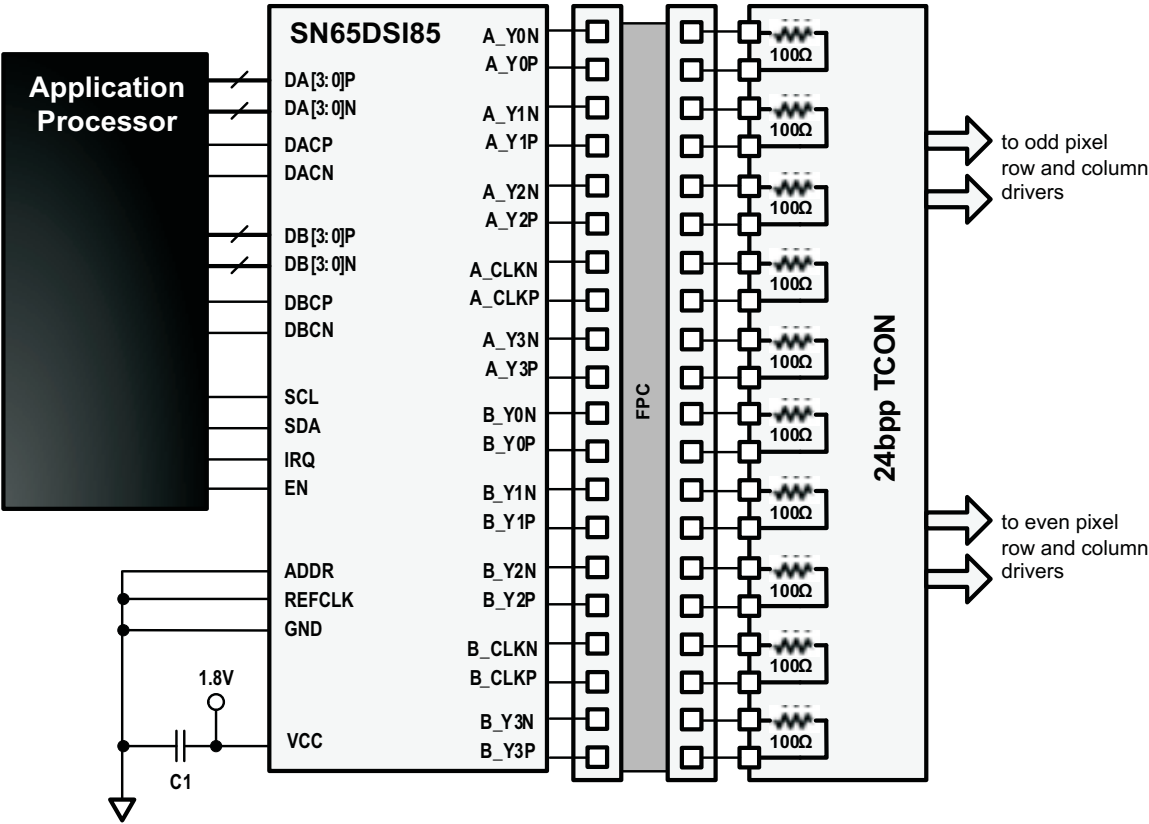 Application
Processor
SN65DSI85
DA[3:0]P
DA[3:0]N
DACP
DACN
DB[3:0]P
DB[3:0]N
DBCP
DBCN
SCL
SDA
IRQ
EN
ADDR
REFCLK
GND
VCC
1.8V
C1
A_Y0N
A_Y0P
A_Y1N
A_Y1P
A_Y2N
A_Y2P
A_CLKN
A_CLKP
A_Y3N
A_Y3P
B_Y0N
B_Y0P
B_Y1N
B_Y1P
B_Y2N
B_Y2P
B_CLKN
B_CLKP
B_Y3N
B_Y3P
FPC
100Ω
100Ω
100Ω
100Ω
100Ω
100Ω
100Ω
100Ω
100Ω
100Ω
24bpp TCON
to odd pixel
row and column
drivers
to even pixel
row and column
drivers